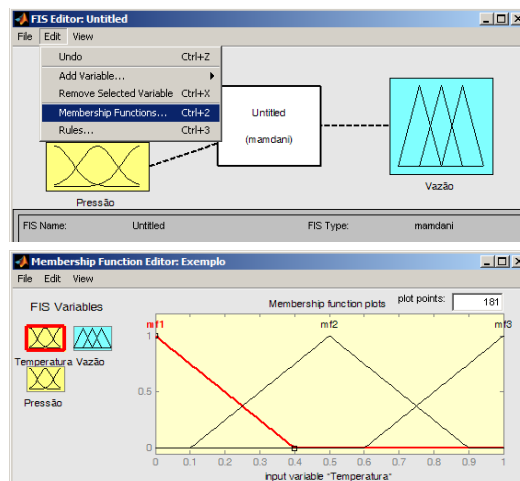 FIS Editor: Untitled
File Edit View
Undo Ctrl+Z
Add Variable...
Remove Selected Variable Ctrl+X
Membership Functions... Ctrl+2
Rules... Ctrl+3
Untitled
(mamdani)
Pressão
Vazão
FIS Name: Untitled FIS Type: mamdani
Membership Function Editor: Exemplo
File Edit View
FIS Variables
Membership function plots plot points: 181
mf1 mf2 mf3
Temperatura Vazão
Pressão
1
0.5
0
0 0.1 0.2 0.3 0.4 0.5 0.6 0.7 0.8 0.9 1
input variable "Temperatura"